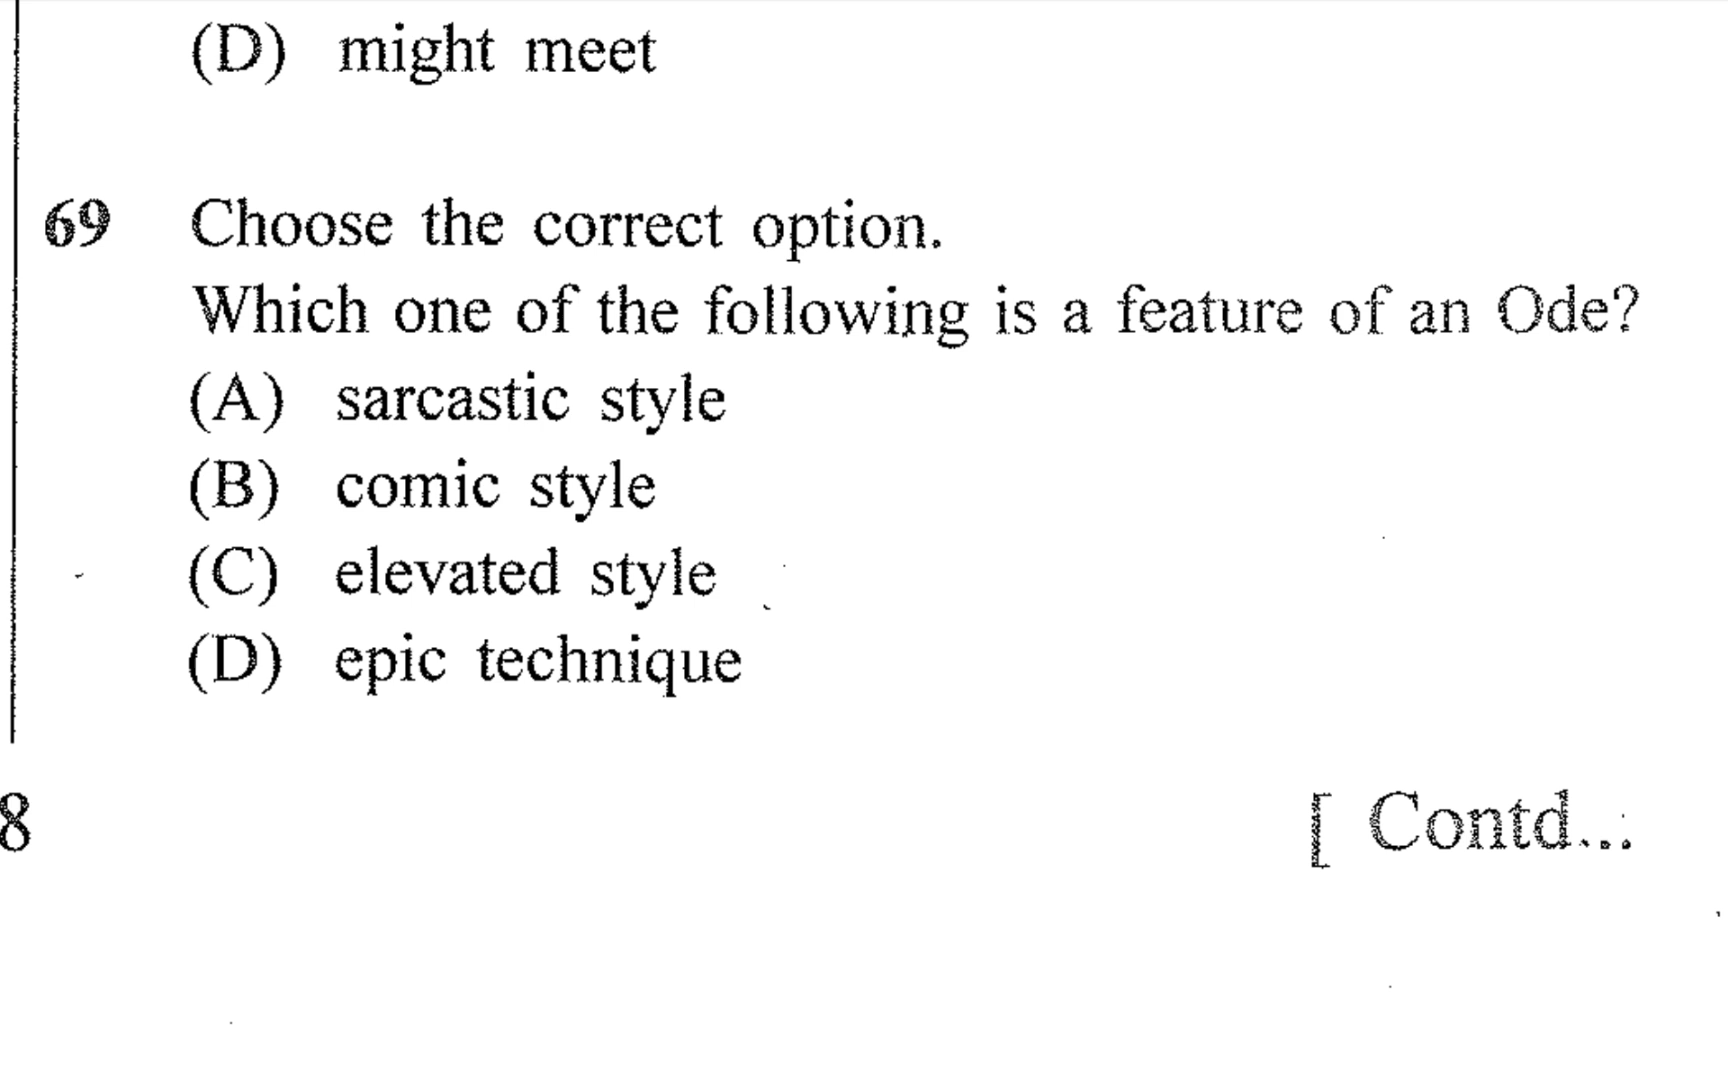 (D) might meet
69 Choose the correct option.
Which one of the following is a feature of an Ode?
(A) sarcastic style
(B) comic style
(C) elevated style
(D) epic technique
8 [ Contd...